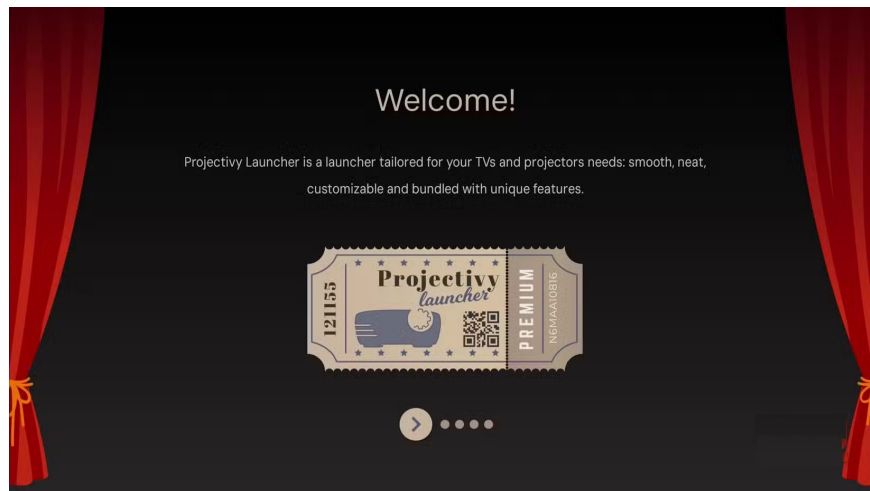 Welcome!
Projectivy Launcher is a launcher tailored for your TVs and projectors needs: smooth, neat,
customizable and bundled with unique features.
121155
Projectivy
launcher
PREMIUM
N6MAA10816